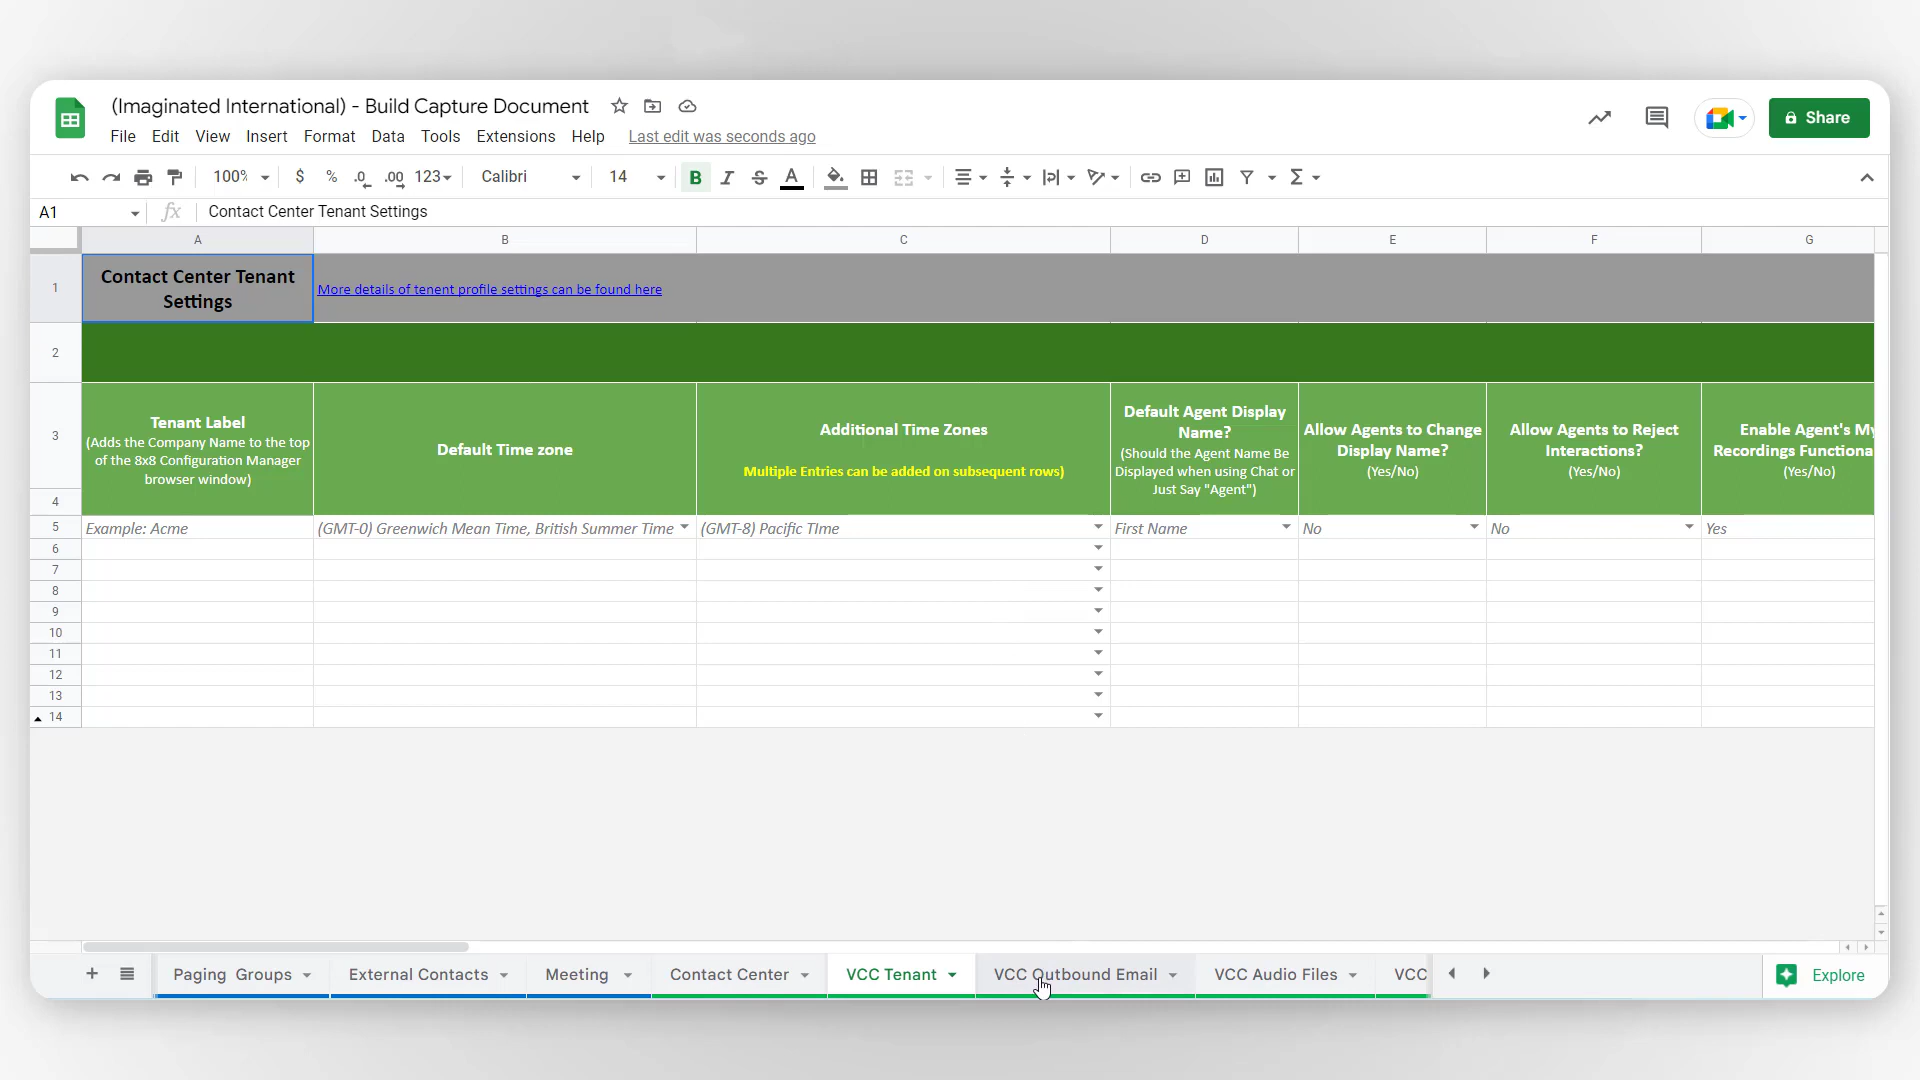 (Imaginated International) - Build Capture Document
File Edit View Insert Format Data Tools Extensions Help Last edit was seconds ago
Share
100% $ % .0 .00 123 Calibri 14 B I S A
A1 fx Contact Center Tenant Settings
A B C D E F G
1
Contact Center Tenant
Settings
More details of tenent profile settings can be found here
2
3
Tenant Label
(Adds the Company Name to the top
of the 8x8 Configuration Manager
browser window)
Default Time zone
Additional Time Zones
Multiple Entries can be added on subsequent rows)
Default Agent Display
Name?
(Should the Agent Name Be
Displayed when using Chat or
Just Say "Agent")
Allow Agents to Change
Display Name?
(Yes/No)
Allow Agents to Reject
Interactions?
(Yes/No)
Enable Agent's My
Recordings Functiona
(Yes/No)
4
5 Example: Acme (GMT-0) Greenwich Mean Time, British Summer Time (GMT-8) Pacific TIme First Name No No Yes
6
7
8
9
10
11
12
13
14
+ Paging Groups External Contacts Meeting Contact Center VCC Tenant VCC Outbound Email VCC Audio Files VCC Explore